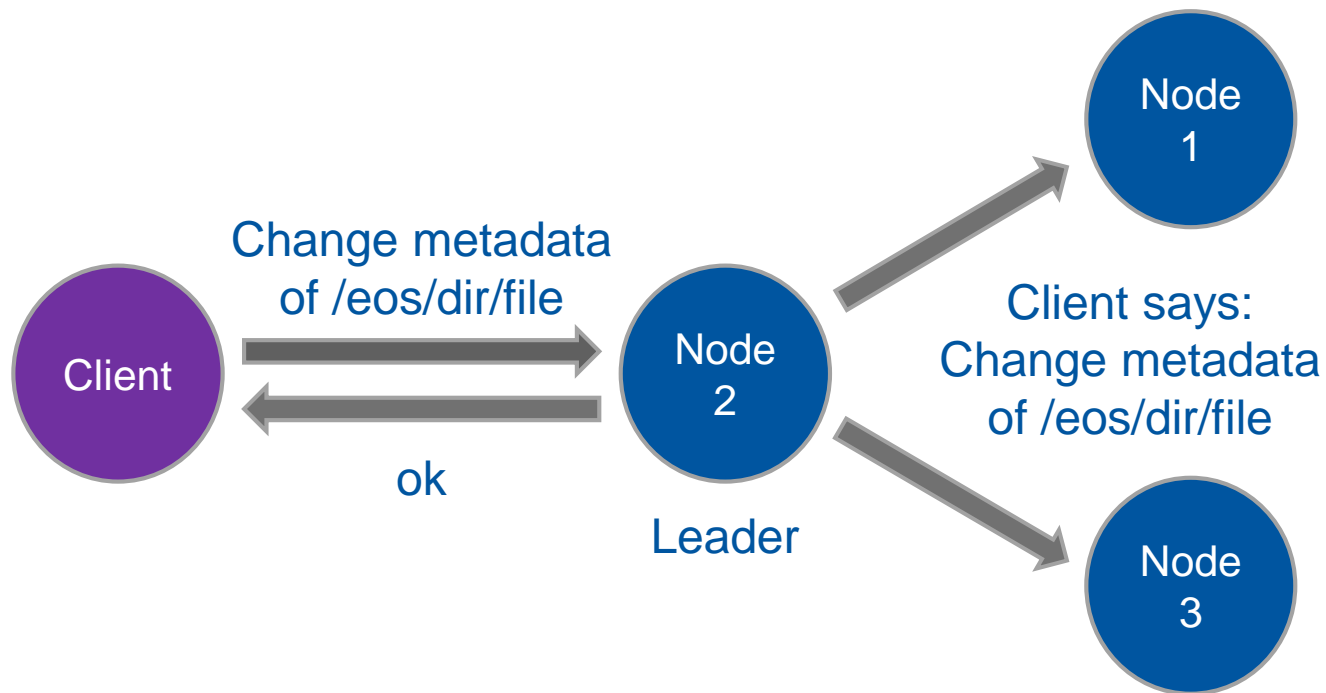 Change metadata
of /eos/dir/file
Client
ok
Node
2
Leader
Node
1
Client says:
Change metadata
of /eos/dir/file
Node
3